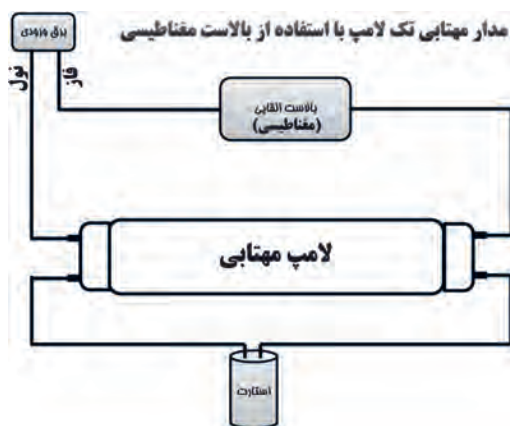 مدار مهتابی تک لامپ با استفاده از بالاست مغناطیسی
برق ورودی
نول
فاز
بالاست القایی
(مغناطیسی)
لامپ مهتابی
استارت